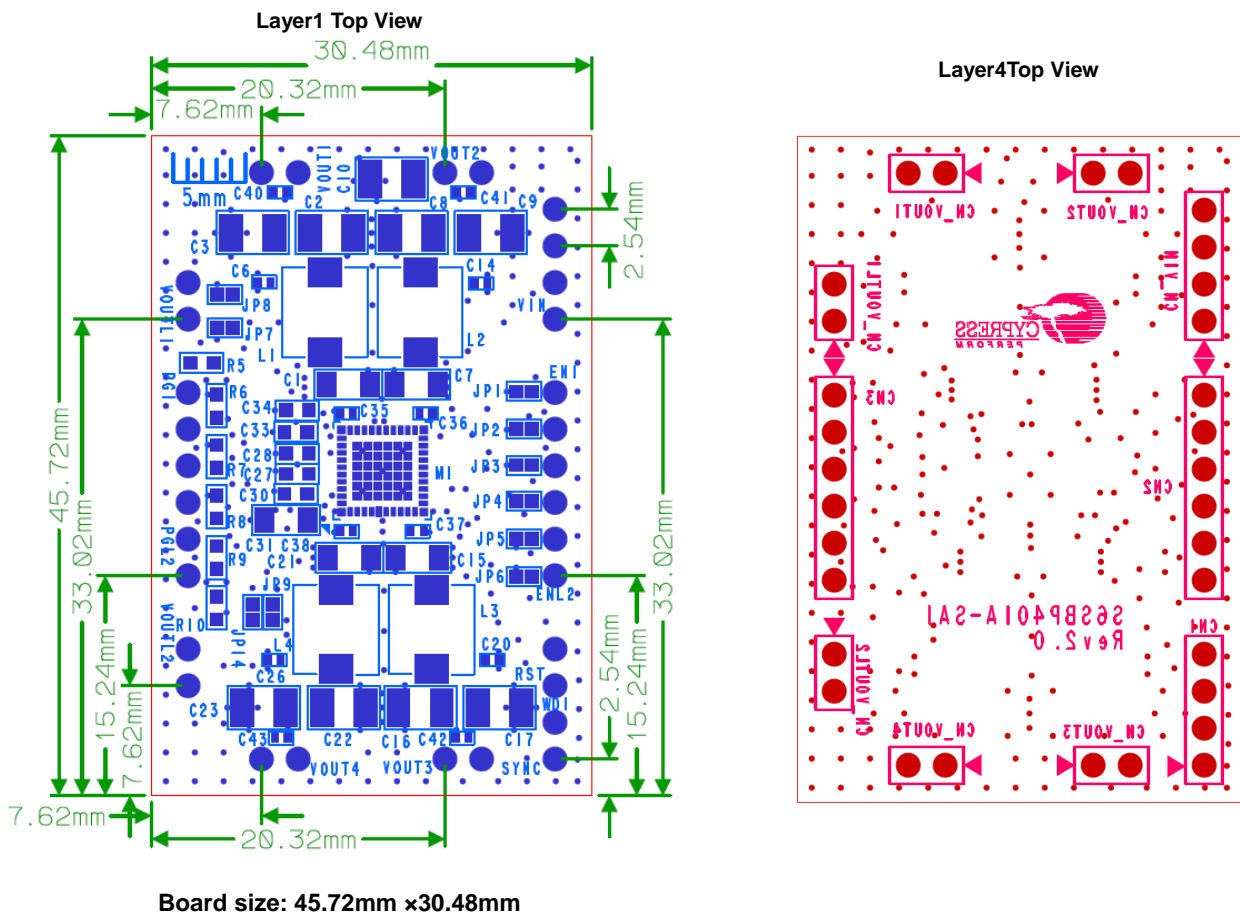 Layer1 Top View
30.48mm
20.32mm
7.62mm
5mm
C40
VOUT1
C10
VOUT2
C41
C9
C3
C2
C8
2.54mm
C6
C14
JP8
VOUTL1
JP7
VIN
L1
L2
R5
PG1
R6
C1
C7
JP1
EN1
C34
C35
C36
C33
JP2
C28
R7
C27
M1
JP3
C30
JP4
R8
C31
C38
C37
JP5
PGL2
R9
C21
C15
JP6
ENL2
JP9
R10
JP14
VOUTL2
L4
L3
C20
C26
RST
WDI
C23
C43
C22
C16
C42
C17
VOUT4
VOUT3
SYNC
45.72mm
33.02mm
15.24mm
7.62mm
33.02mm
2.54mm
15.24mm
7.62mm
20.32mm
Board size: 45.72mm ×30.48mm
Layer4Top View
CN_VOUT1
CN_VOUT2
CN_VOUTL1
CN_VIN
CYPRESS
PERFORM
CN3
CN2
S6SBP401A-SAJ
Rev2.0
CN1
CN_VOUTL2
CN_VOUT4
CN_VOUT3